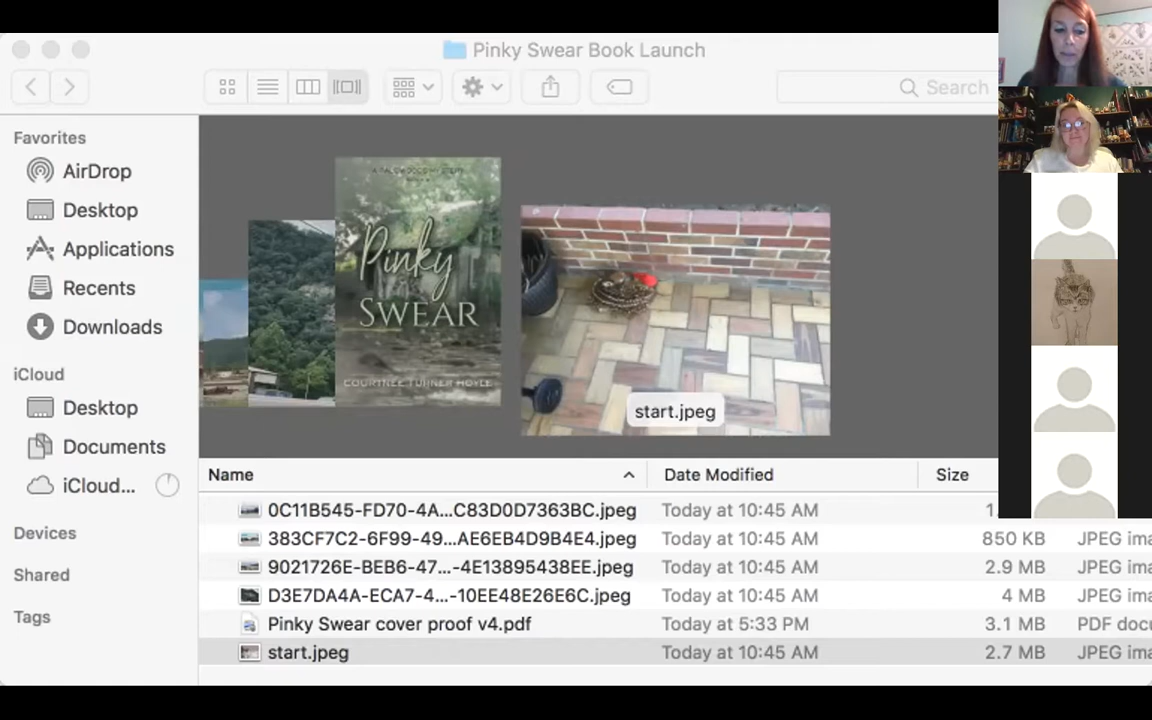 Pinky Swear Book Launch
Search
Favorites
AirDrop
Desktop
Applications
Recents
Downloads
iCloud
Desktop
Documents
iCloud...
Devices
Shared
Tags
Pinky
SWEAR
COURTNEE TURNER HOYLE
start.jpeg
Name Date Modified Size
0C11B545-FD70-4A...C83D0D7363BC.jpeg Today at 10:45 AM 1.
383CF7C2-6F99-49...AE6EB4D9B4E4.jpeg Today at 10:45 AM 850 KB JPEG ima
9021726E-BEB6-47...-4E13895438EE.jpeg Today at 10:45 AM 2.9 MB JPEG ima
D3E7DA4A-ECA7-4...-10EE48E26E6C.jpeg Today at 10:45 AM 4 MB JPEG ima
Pinky Swear cover proof v4.pdf Today at 5:33 PM 3.1 MB PDF docu
start.jpeg Today at 10:45 AM 2.7 MB JPEG ima